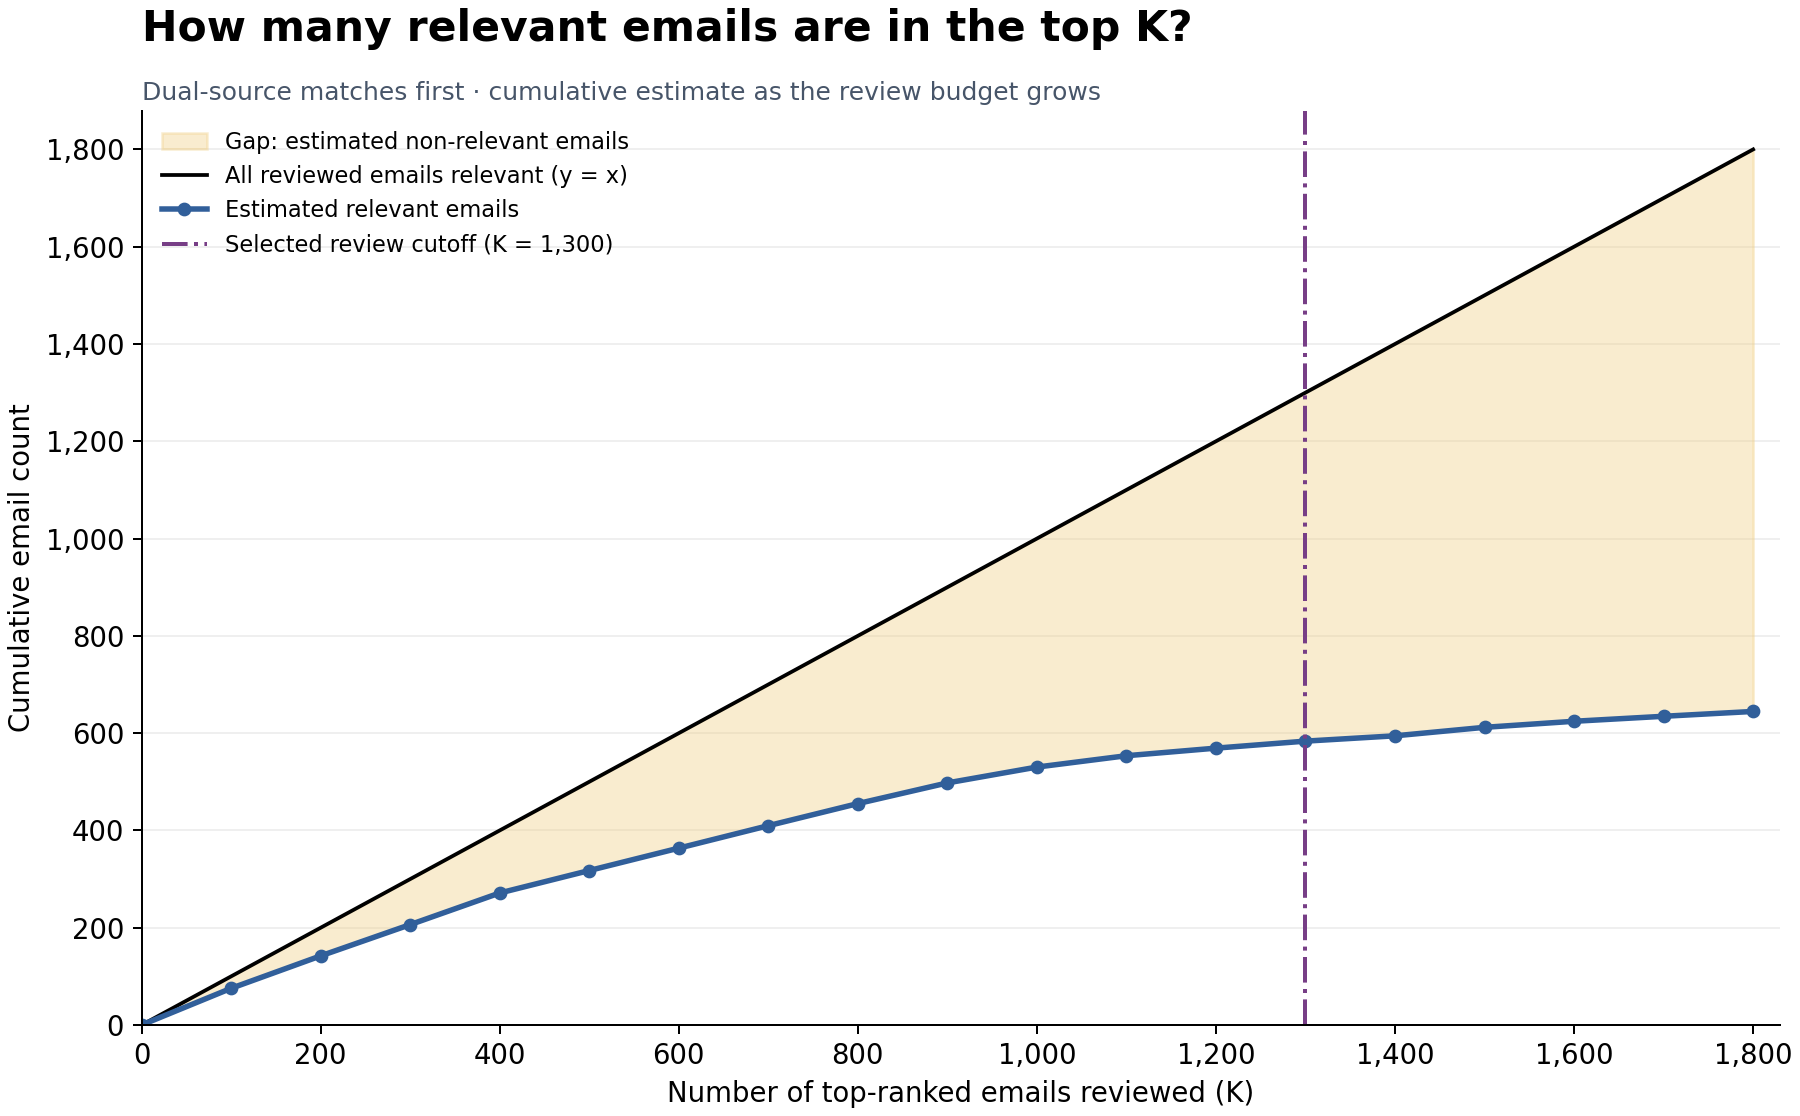 How many relevant emails are in the top K?
Dual-source matches first · cumulative estimate as the review budget grows
Gap: estimated non-relevant emails
All reviewed emails relevant (y = x)
Estimated relevant emails
Selected review cutoff (K = 1,300)
Cumulative email count
1,800
1,600
1,400
1,200
1,000
800
600
400
200
0
0 200 400 600 800 1,000 1,200 1,400 1,600 1,800
Number of top-ranked emails reviewed (K)